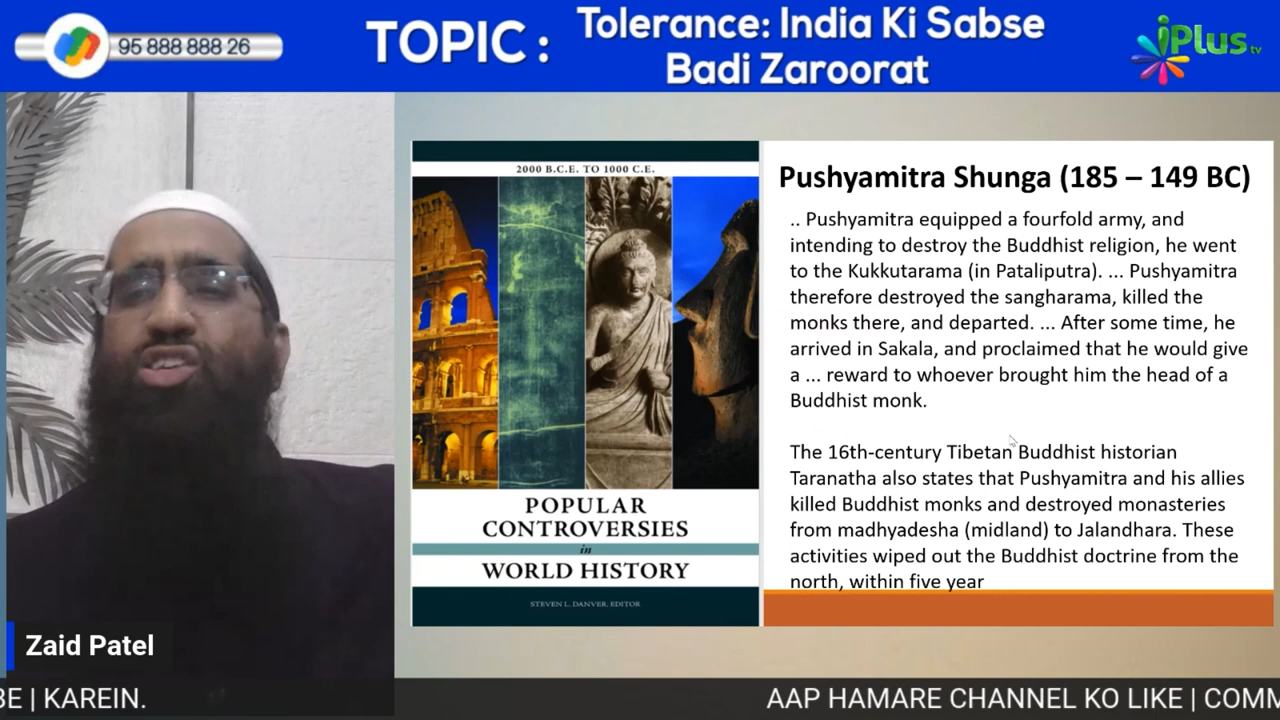 95 888 888 26
TOPIC :
Tolerance: India Ki Sabse
Badi Zaroorat
iPlus
tv
2000 B.C.E. TO 1000 C.E.
POPULAR
CONTROVERSIES
in
WORLD HISTORY
STEVEN L. DANVER, EDITOR
Pushyamitra Shunga (185 – 149 BC)
.. Pushyamitra equipped a fourfold army, and
intending to destroy the Buddhist religion, he went
to the Kukkutarama (in Pataliputra). ... Pushyamitra
therefore destroyed the sangharama, killed the
monks there, and departed. ... After some time, he
arrived in Sakala, and proclaimed that he would give
a ... reward to whoever brought him the head of a
Buddhist monk.
The 16th-century Tibetan Buddhist historian
Taranatha also states that Pushyamitra and his allies
killed Buddhist monks and destroyed monasteries
from madhyadesha (midland) to Jalandhara. These
activities wiped out the Buddhist doctrine from the
north, within five year
Zaid Patel
BE | KAREIN.
AAP HAMARE CHANNEL KO LIKE | COMM